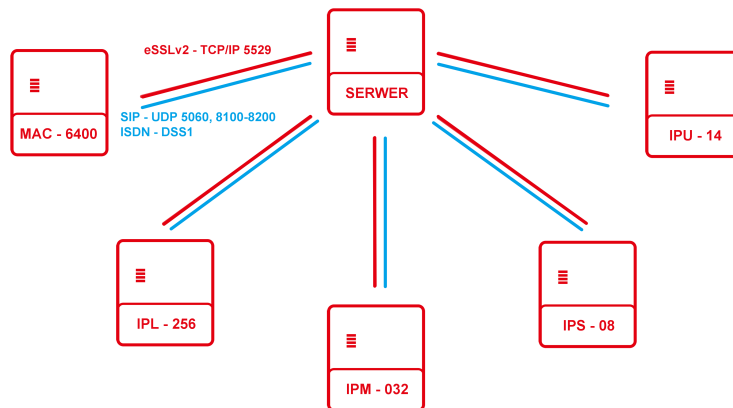 eSSLv2 - TCP/IP 5529
SERWER
MAC - 6400
SIP - UDP 5060, 8100-8200
ISDN - DSS1
IPU - 14
IPL - 256
IPS - 08
IPM - 032